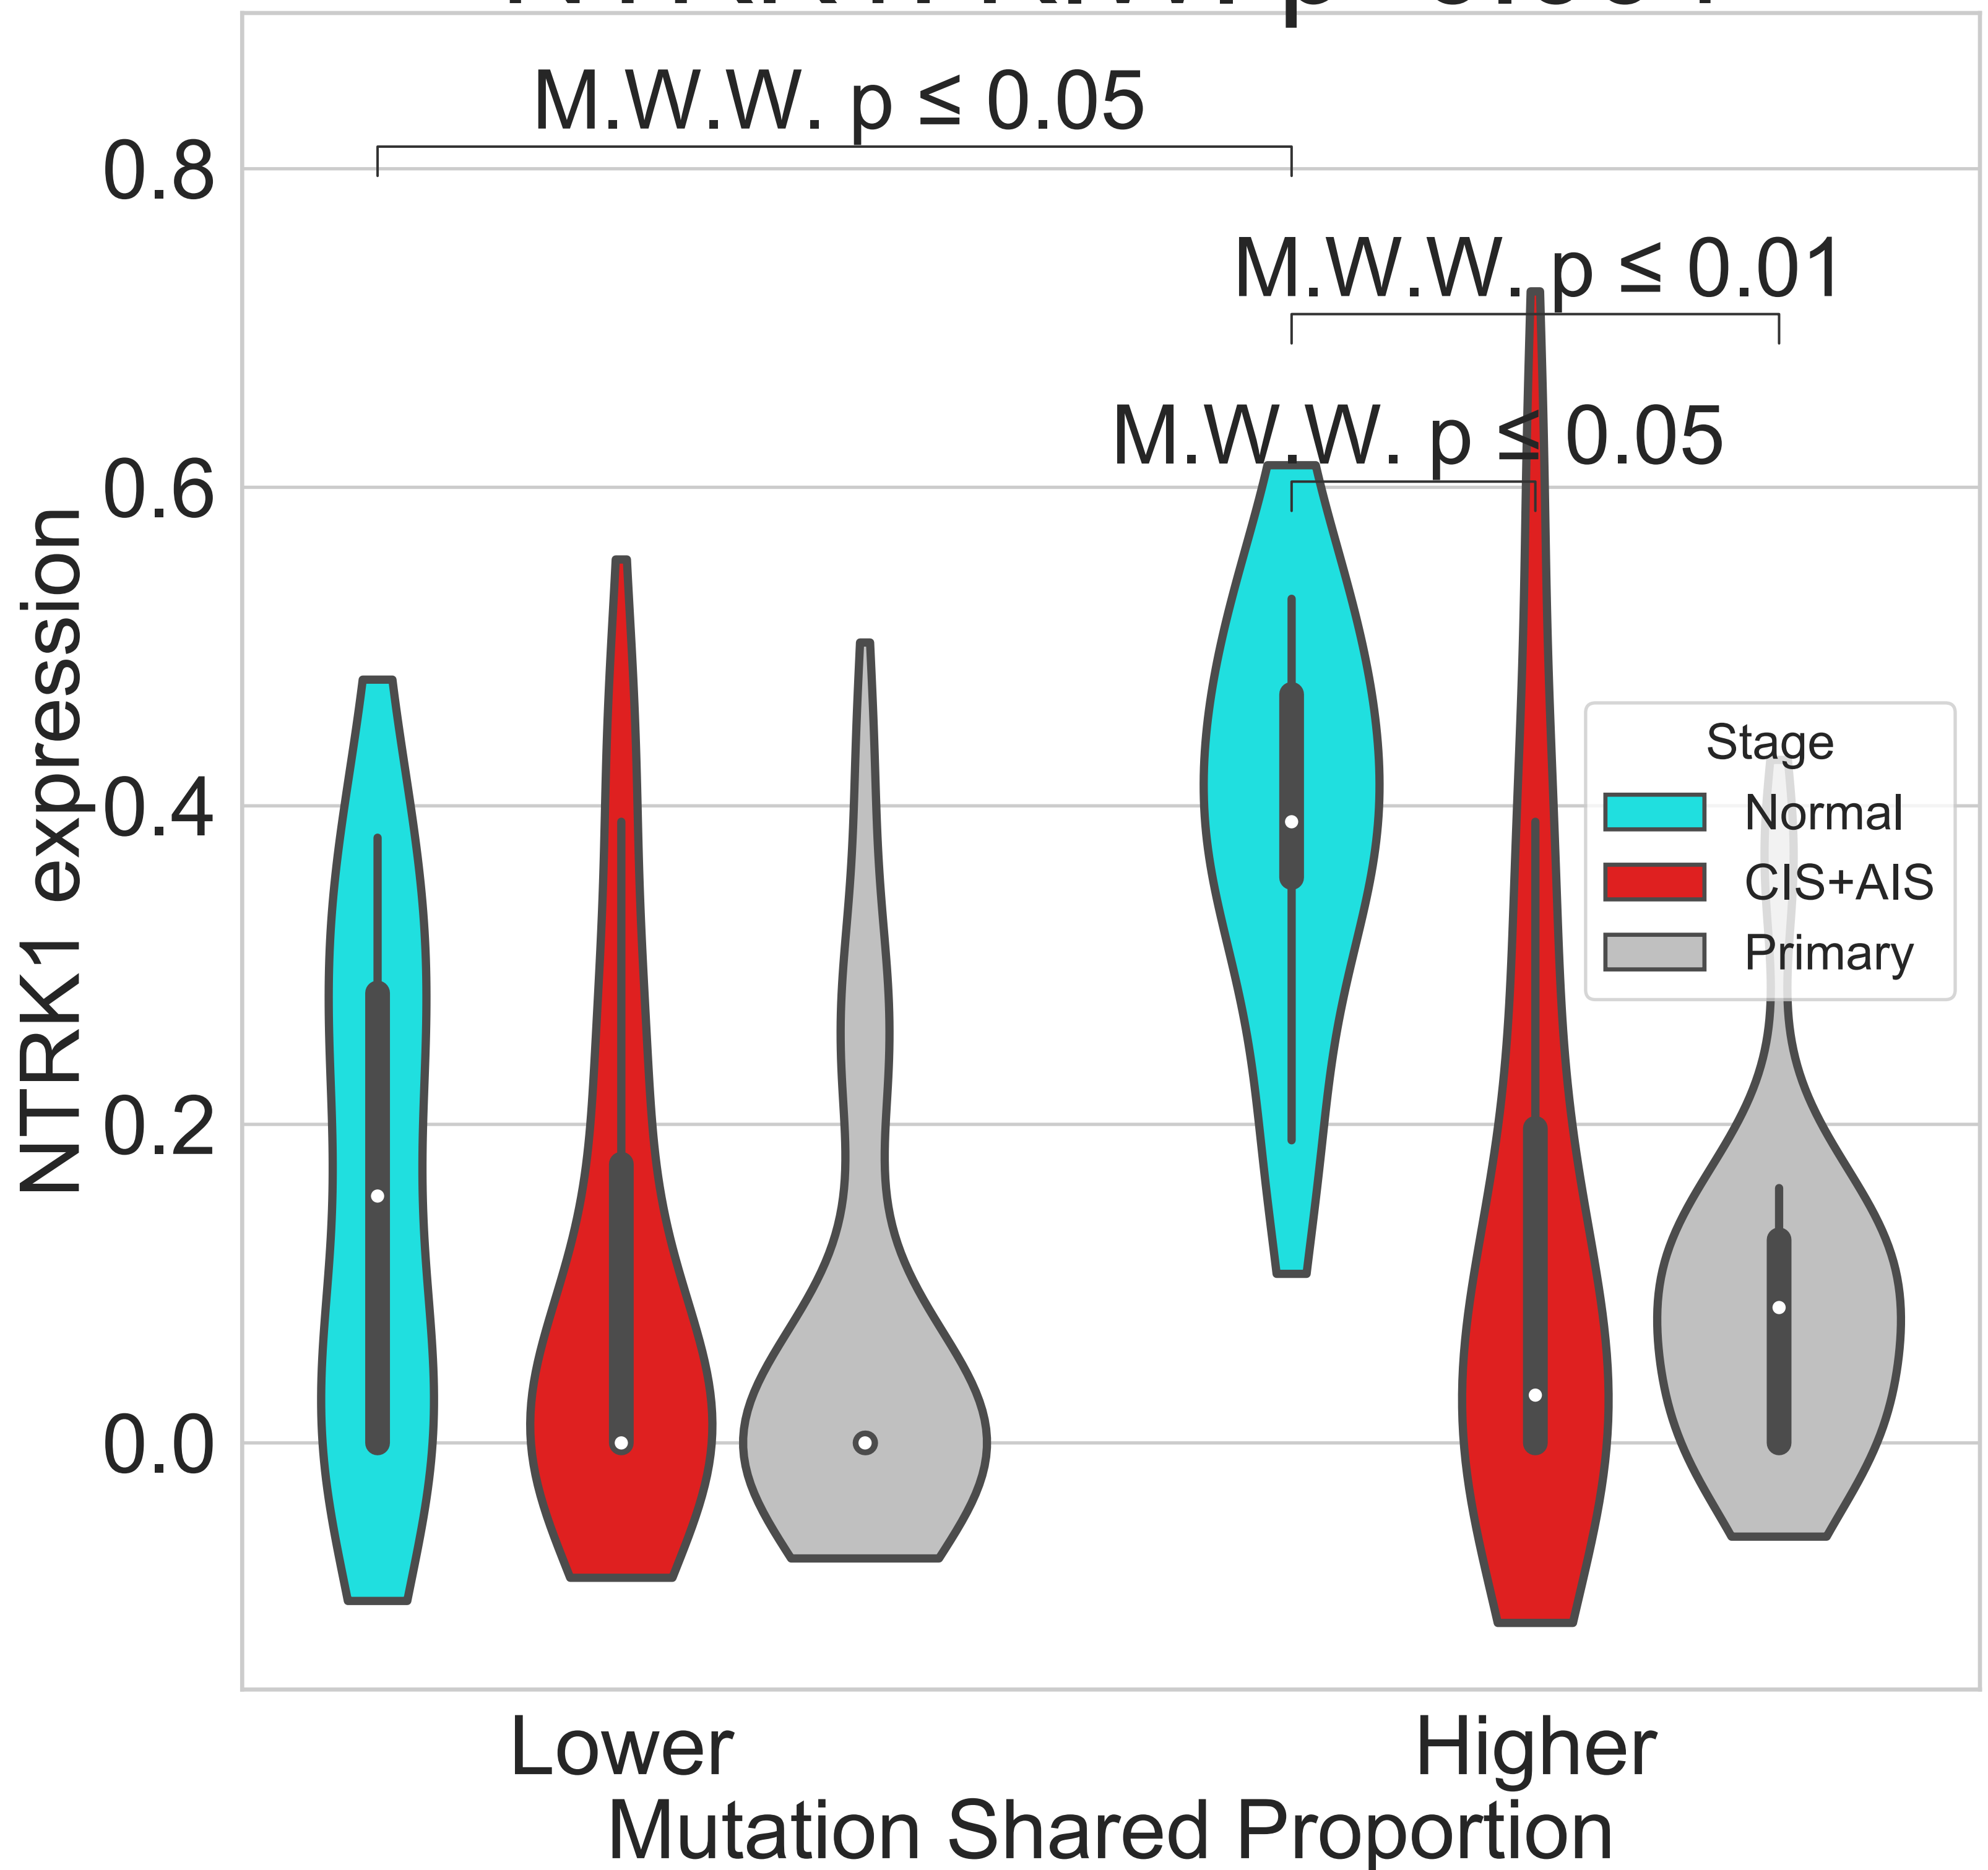 M.W.W. p ≤ 0.05
0.8
M.W.W. p ≤ 0.01
M.W.W. p ≤ 0.05
0.6
Stage
Normal
CIS+AIS
Primary
0.4
0.2
0.0
NTRK1 expression
Lower
Higher
Mutation Shared Proportion